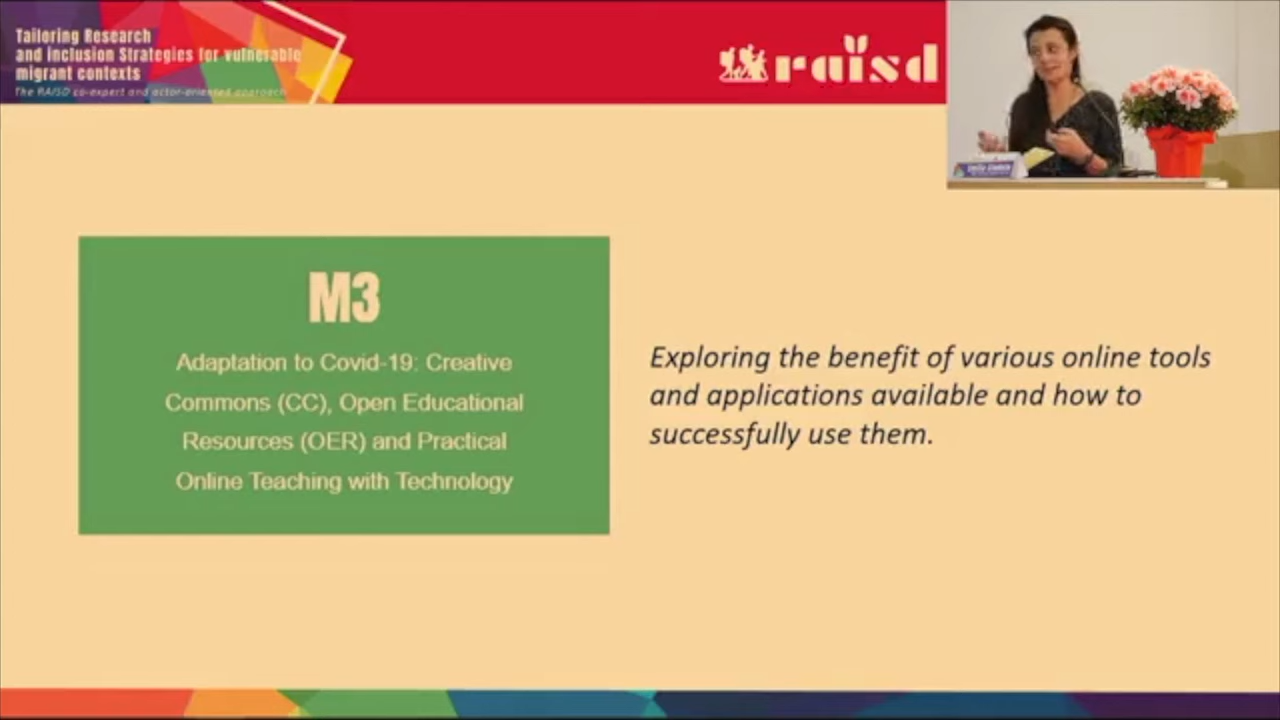 Tailoring Research
and Inclusion Strategies for vulnerable
migrant contexts
The RAISD co-expert and actor-oriented approach
raisd
M3
Adaptation to Covid-19: Creative
Commons (CC), Open Educational
Resources (OER) and Practical
Online Teaching with Technology
Exploring the benefit of various online tools
and applications available and how to
successfully use them.